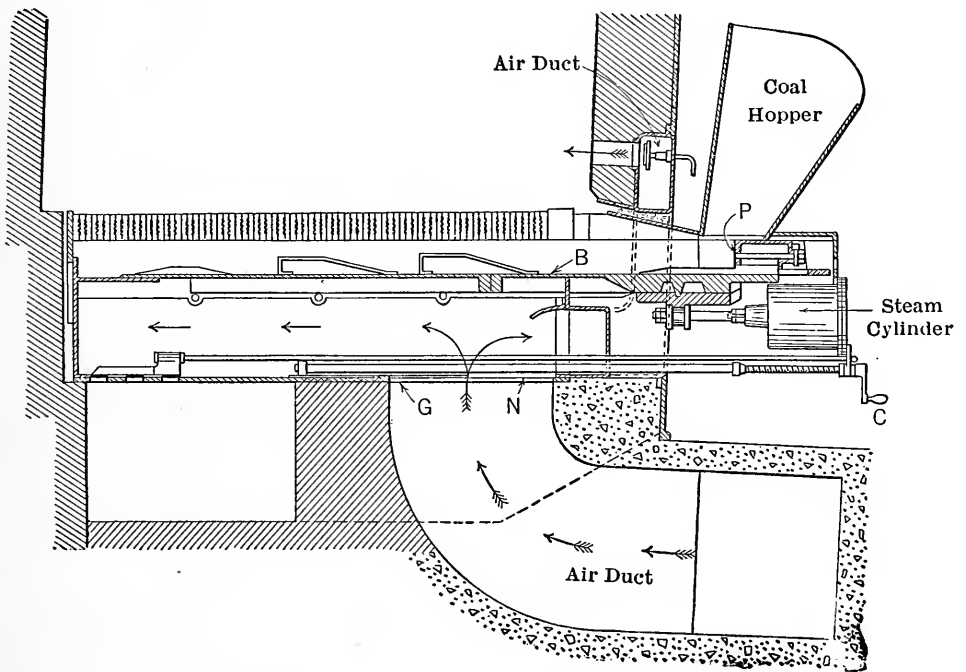 Air Duct
Coal
Hopper
P
B
Steam
Cylinder
G
N
C
Air Duct